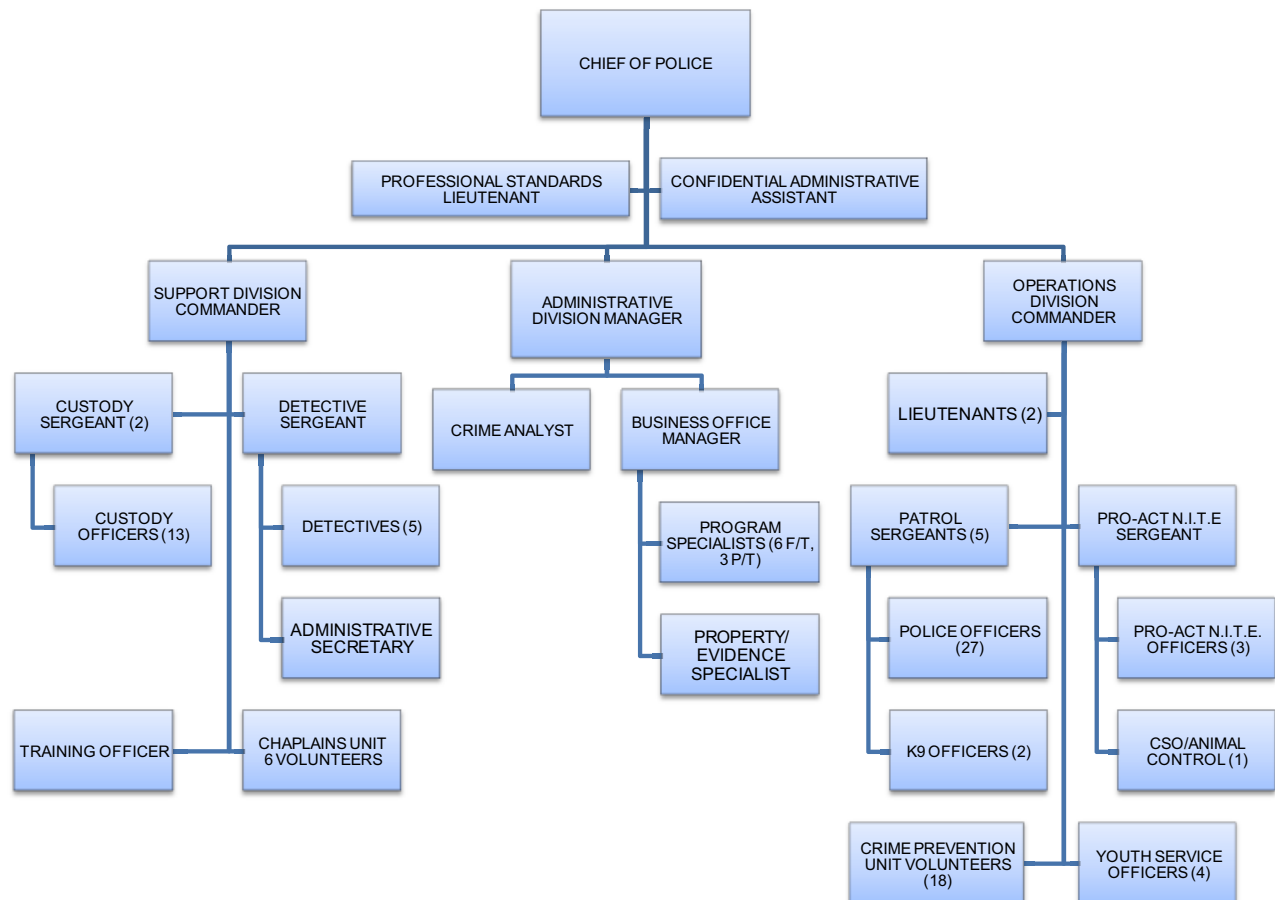 CHIEF OF POLICE
PROFESSIONAL STANDARDS
LIEUTENANT
CONFIDENTIAL ADMINISTRATIVE
ASSISTANT
SUPPORT DIVISION
COMMANDER
ADMINISTRATIVE
DIVISION MANAGER
OPERATIONS
DIVISION
COMMANDER
CUSTODY
SERGEANT (2)
DETECTIVE
SERGEANT
CRIME ANALYST
BUSINESS OFFICE
MANAGER
LIEUTENANTS (2)
CUSTODY
OFFICERS (13)
DETECTIVES (5)
PROGRAM
SPECIALISTS (6 F/T,
3 P/T)
PATROL
SERGEANTS (5)
PRO-ACT N.I.T.E
SERGEANT
ADMINISTRATIVE
SECRETARY
PROPERTY/
EVIDENCE
SPECIALIST
POLICE OFFICERS
(27)
PRO-ACT N.I.T.E.
OFFICERS (3)
TRAINING OFFICER
CHAPLAINS UNIT
6 VOLUNTEERS
K9 OFFICERS (2)
CSO/ANIMAL
CONTROL (1)
CRIME PREVENTION
UNIT VOLUNTEERS
(18)
YOUTH SERVICE
OFFICERS (4)